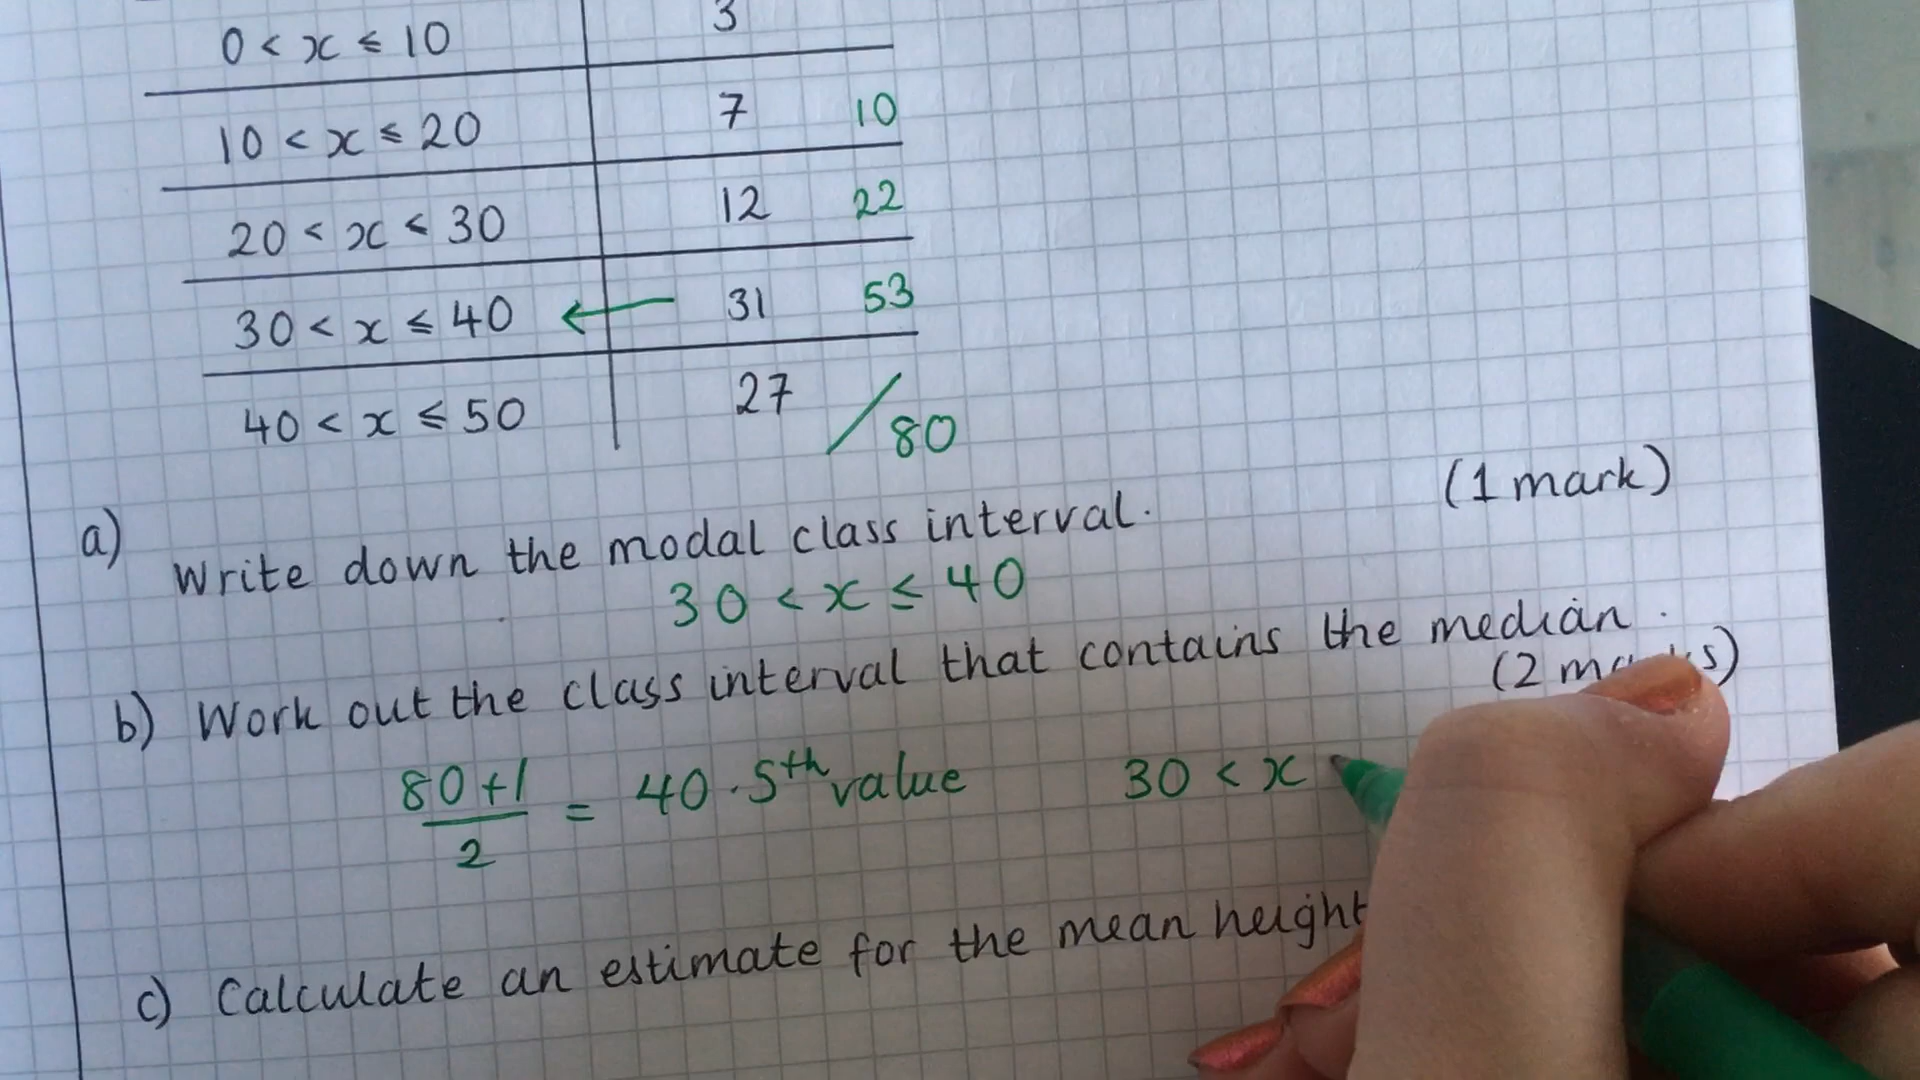 0 < x ≤ 10 3
10 < x ≤ 20 7 10
20 < x < 30 12 22
30 < x ≤ 40 ← 31 53
40 < x ≤ 50 27 / 80
(1 mark)
a) Write down the modal class interval.
30 < x ≤ 40
b) Work out the class interval that contains the median.
(2 marks)
80+1 / 2 = 40.5th value 30 < x
c) Calculate an estimate for the mean height